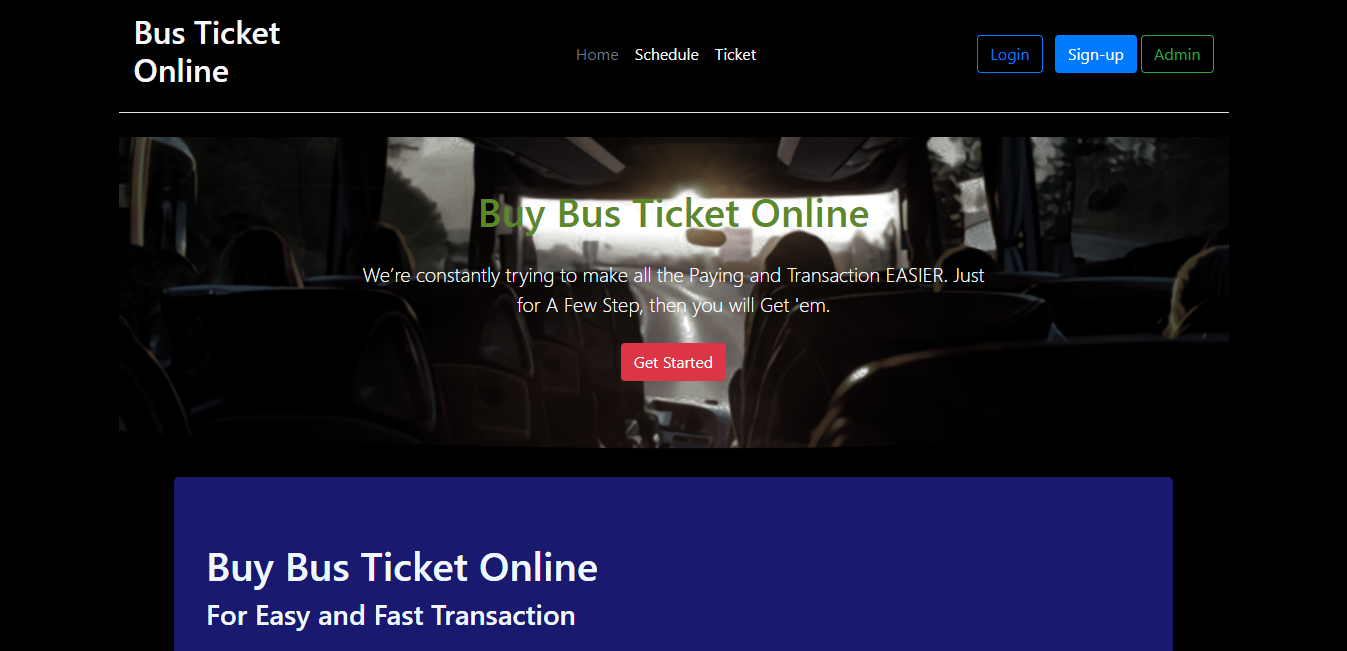 Bus Ticket
Online
Home Schedule Ticket
Login Sign-up Admin
Buy Bus Ticket Online
We’re constantly trying to make all the Paying and Transaction EASIER. Just
for A Few Step, then you will Get 'em.
Get Started
Buy Bus Ticket Online
For Easy and Fast Transaction